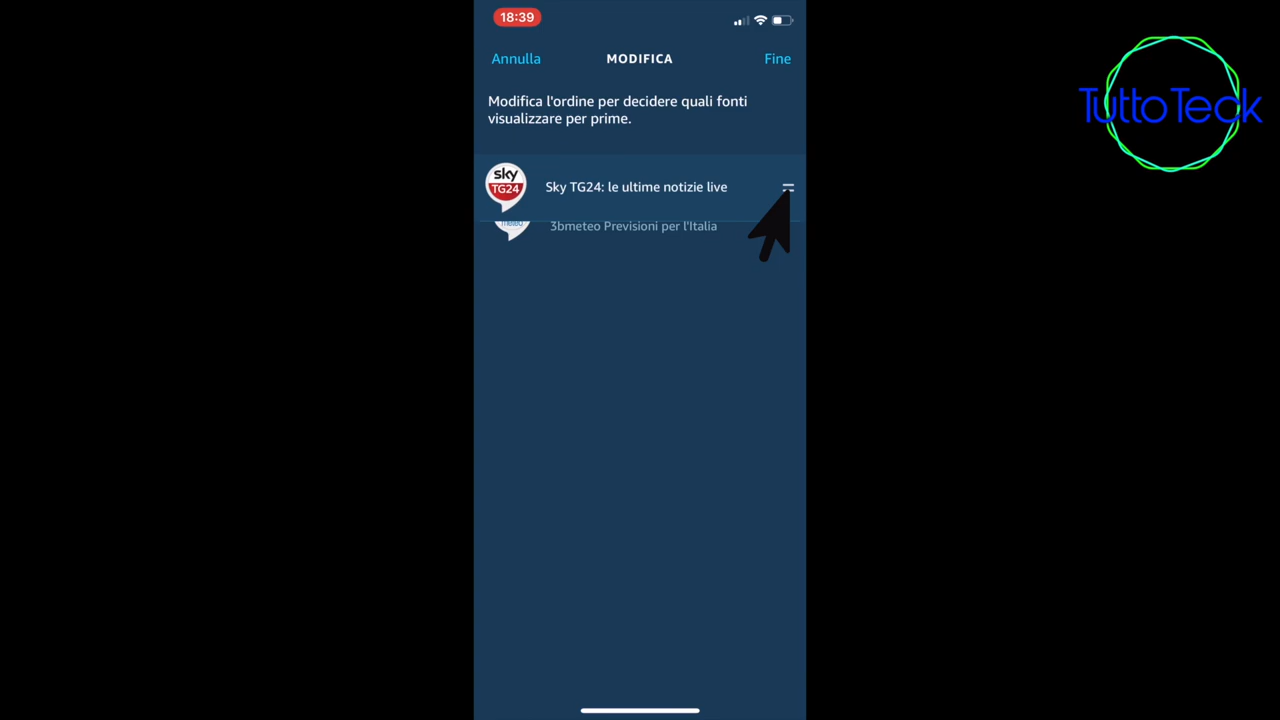 18:39
Annulla
MODIFICA
Fine
Modifica l'ordine per decidere quali fonti
visualizzare per prime.
sky
TG24
Sky TG24: le ultime notizie live
3bmeteo Previsioni per l'Italia
TuttoTeck